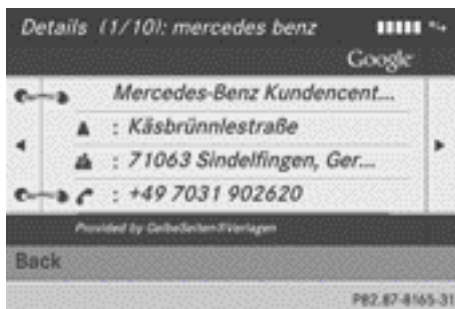 Details (1/10): mercedes benz
Google
Mercedes-Benz Kundencent...
: Käsbrünnlestraße
: 71063 Sindelfingen, Ger...
: +49 7031 902620
Provided by GelbeSeiten®Verlagen
Back
P82.87-8165-31